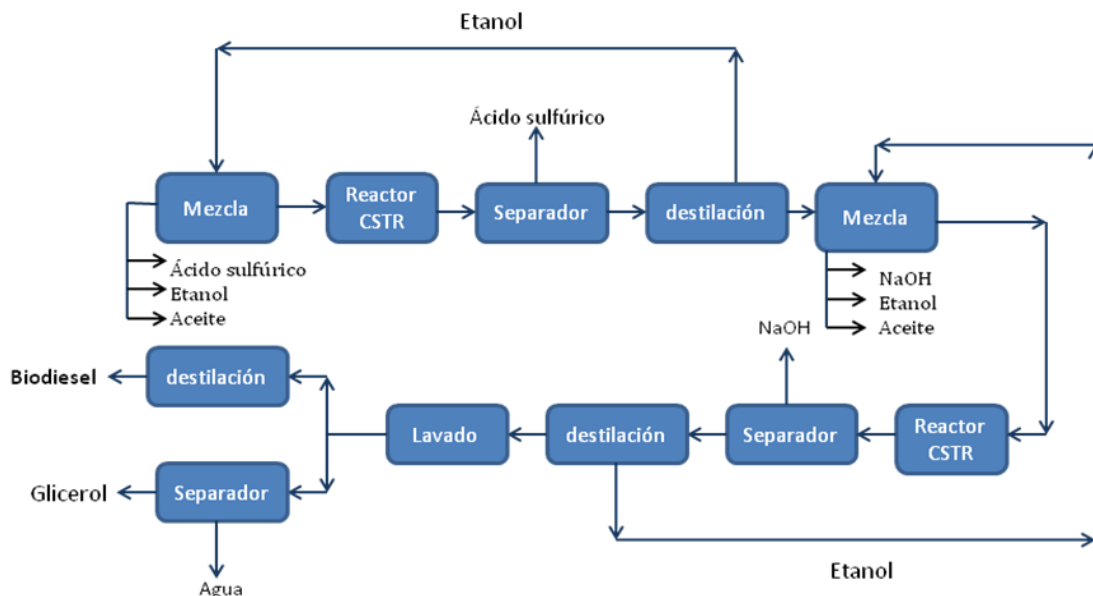 Etanol
Ácido sulfúrico
Mezcla
Reactor
CSTR
Separador
destilación
Mezcla
Ácido sulfúrico
Etanol
Aceite
NaOH
Etanol
Aceite
NaOH
Biodiesel
destilación
Lavado
destilación
Separador
Reactor
CSTR
Glicerol
Separador
Etanol
Agua